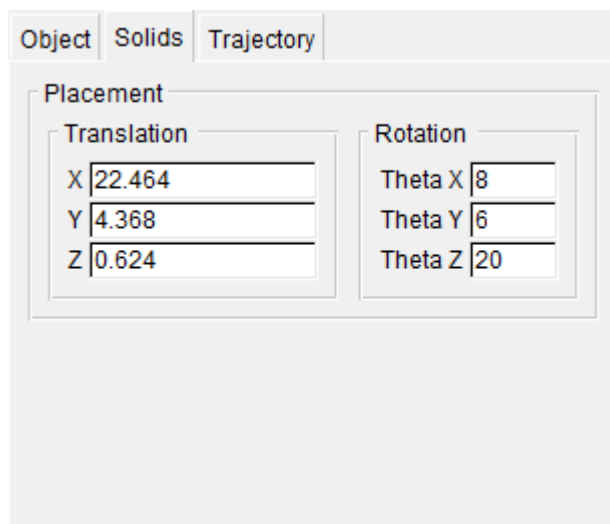 Object Solids Trajectory
Placement
Translation Rotation
X 22.464 Theta X 8
Y 4.368 Theta Y 6
Z 0.624 Theta Z 20